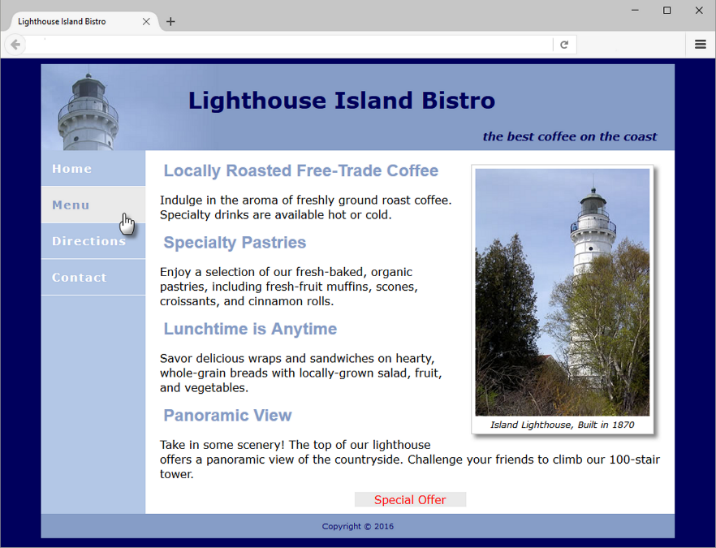 Lighthouse Island Bistro
Lighthouse Island Bistro
the best coffee on the coast
Home
Menu
Directions
Contact
Locally Roasted Free-Trade Coffee
Indulge in the aroma of freshly ground roast coffee.
Specialty drinks are available hot or cold.
Specialty Pastries
Enjoy a selection of our fresh-baked, organic
pastries, including fresh-fruit muffins, scones,
croissants, and cinnamon rolls.
Lunchtime is Anytime
Savor delicious wraps and sandwiches on hearty,
whole-grain breads with locally-grown salad, fruit,
and vegetables.
Panoramic View
Take in some scenery! The top of our lighthouse
offers a panoramic view of the countryside. Challenge your friends to climb our 100-stair
tower.
Island Lighthouse, Built in 1870
Special Offer
Copyright © 2016